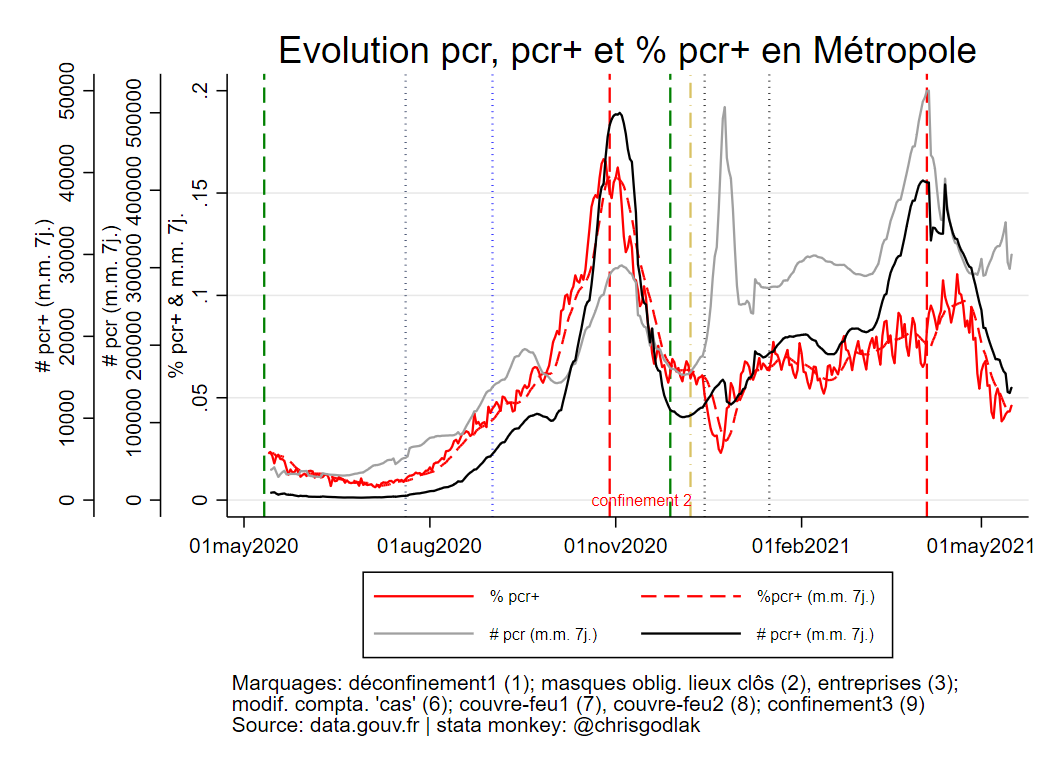 Evolution pcr, pcr+ et % pcr+ en Métropole
# pcr+ (m.m. 7j.)
0
10000
20000
30000
40000
50000
# pcr (m.m. 7j.)
0
100000
200000
300000
400000
500000
% pcr+ & m.m. 7j.
0
.05
.1
.15
.2
confinement 2
01may2020
01aug2020
01nov2020
01feb2021
01may2021
% pcr+
%pcr+ (m.m. 7j.)
# pcr (m.m. 7j.)
# pcr+ (m.m. 7j.)
Marquages: déconfinement1 (1); masques oblig. lieux clôs (2), entreprises (3);
modif. compta. 'cas' (6); couvre-feu1 (7), couvre-feu2 (8); confinement3 (9)
Source: data.gouv.fr | stata monkey: @chrisgodlak